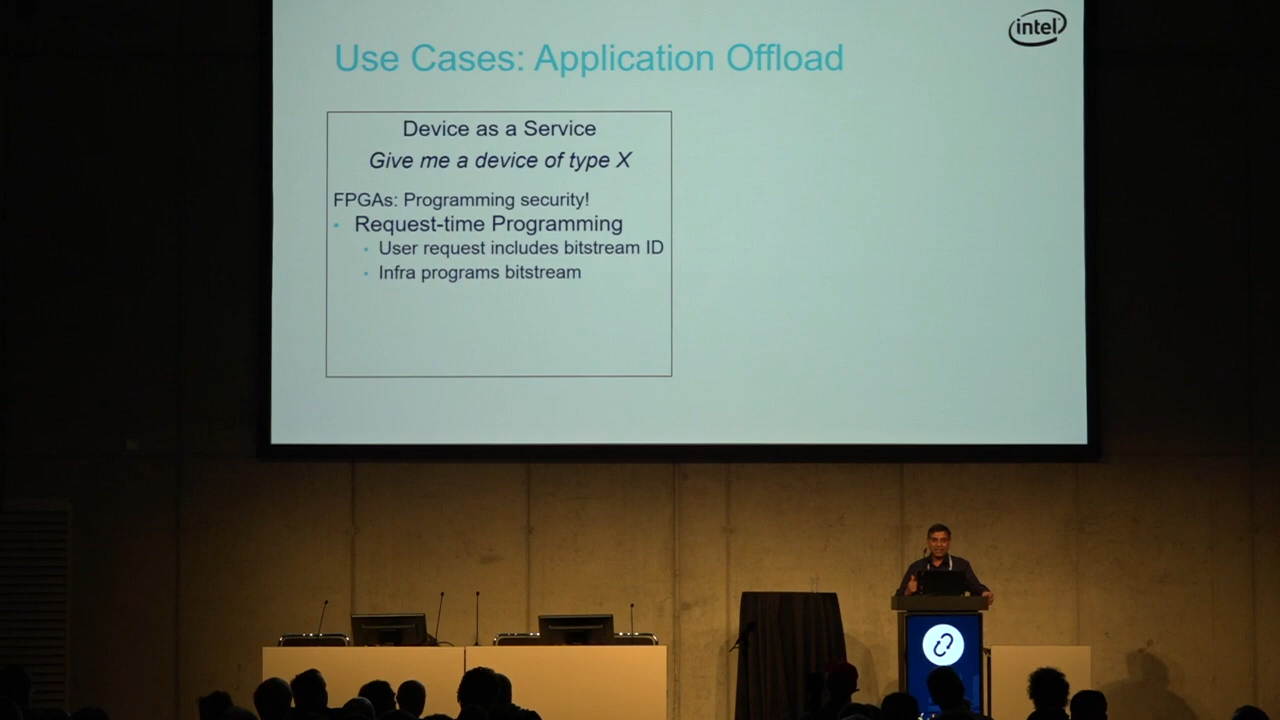 intel
Use Cases: Application Offload
Device as a Service
Give me a device of type X
FPGAs: Programming security!
• Request-time Programming
• User request includes bitstream ID
• Infra programs bitstream